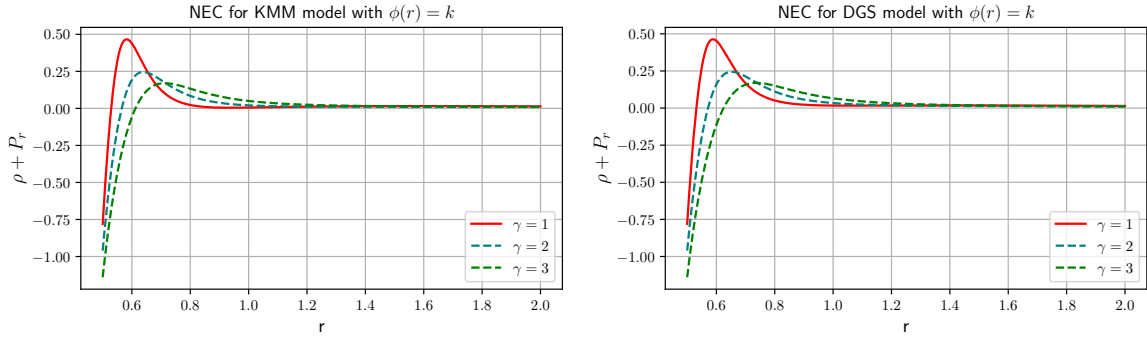 NEC for KMM model with ϕ(r) = k
0.50
0.25
0.00
−0.25
−0.50
−0.75
−1.00
ρ + P_r
γ = 1
γ = 2
γ = 3
0.6 0.8 1.0 1.2 1.4 1.6 1.8 2.0
r
NEC for DGS model with ϕ(r) = k
0.50
0.25
0.00
−0.25
−0.50
−0.75
−1.00
ρ + P_r
γ = 1
γ = 2
γ = 3
0.6 0.8 1.0 1.2 1.4 1.6 1.8 2.0
r